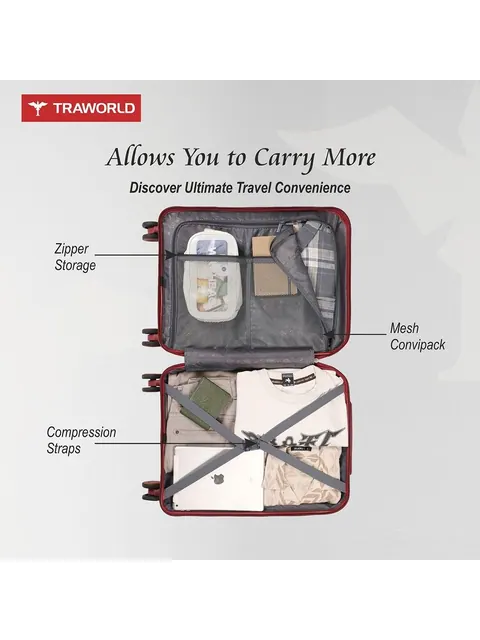 TRAWORLD
Allows You to Carry More
Discover Ultimate Travel Convenience
Zipper
Storage
Mesh
Convipack
Compression
Straps